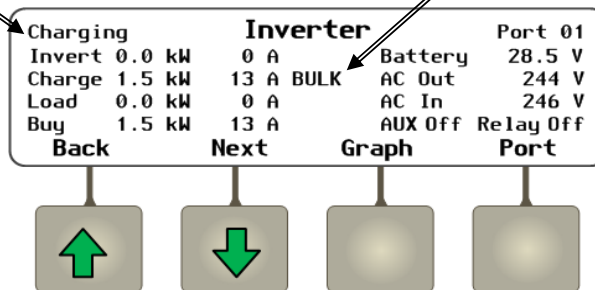 Charging Inverter Port 01
Invert 0.0 kW 0 A Battery 28.5 V
Charge 1.5 kW 13 A BULK AC Out 244 V
Load 0.0 kW 0 A AC In 246 V
Buy 1.5 kW 13 A AUX Off Relay Off
Back Next Graph Port